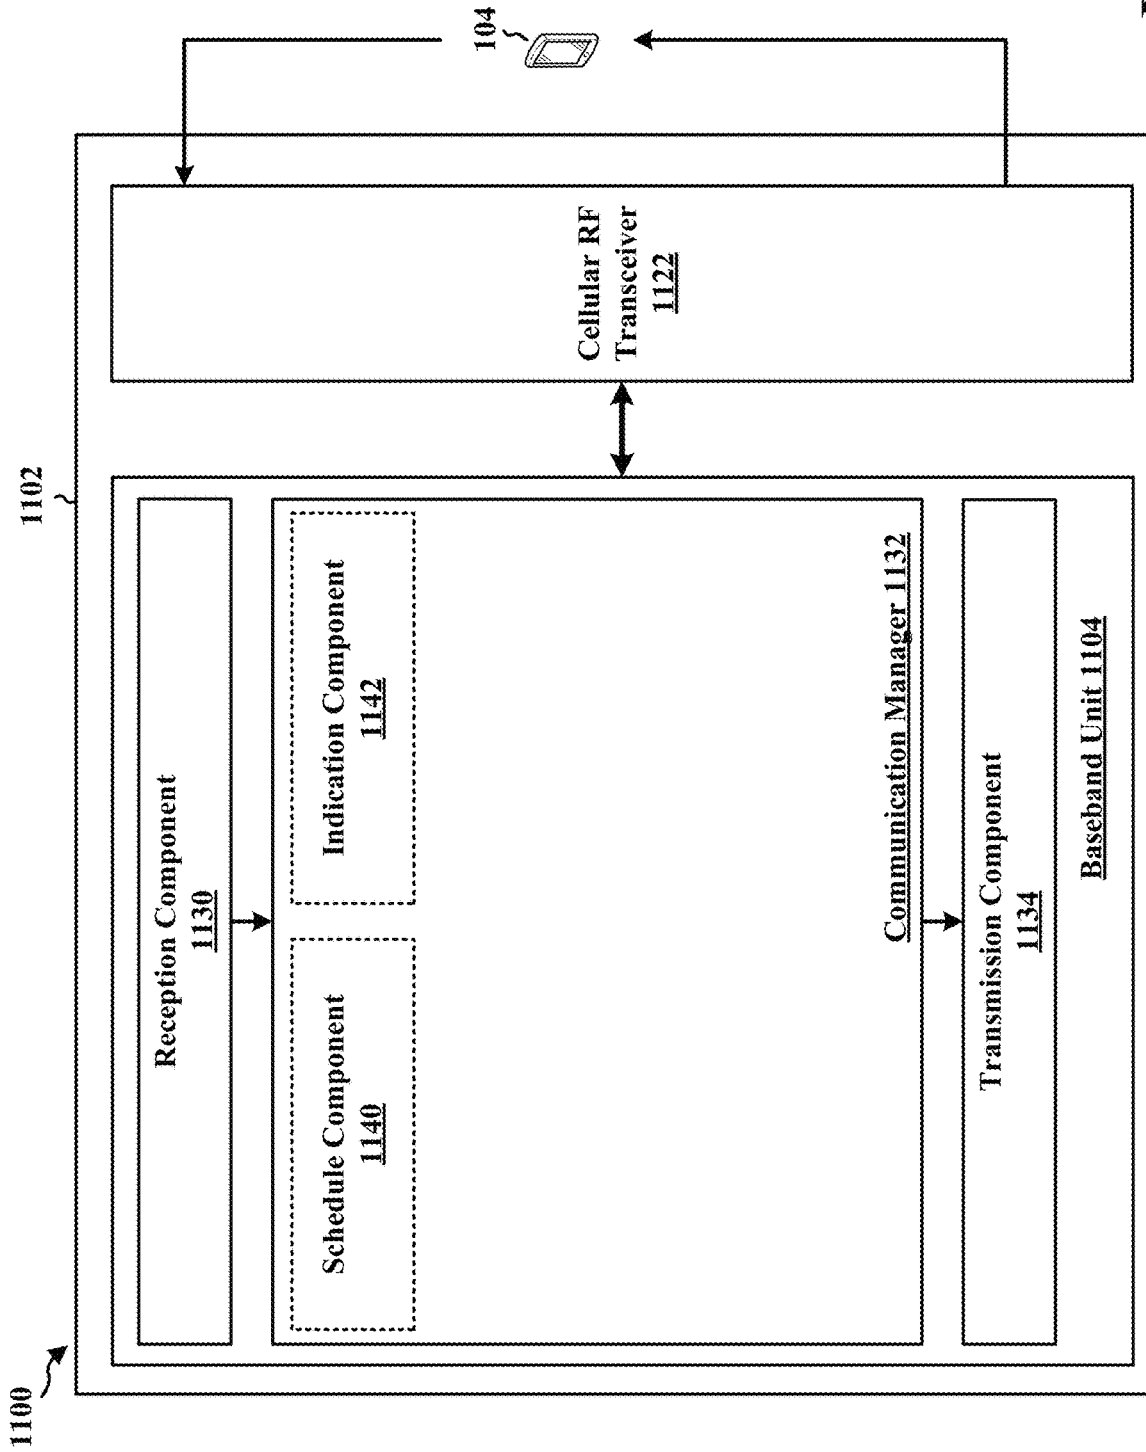 1100
1102
104
Cellular RF
Transceiver
1122
Reception Component
1130
Schedule Component
1140
Indication Component
1142
Communication Manager 1132
Transmission Component
1134
Baseband Unit 1104